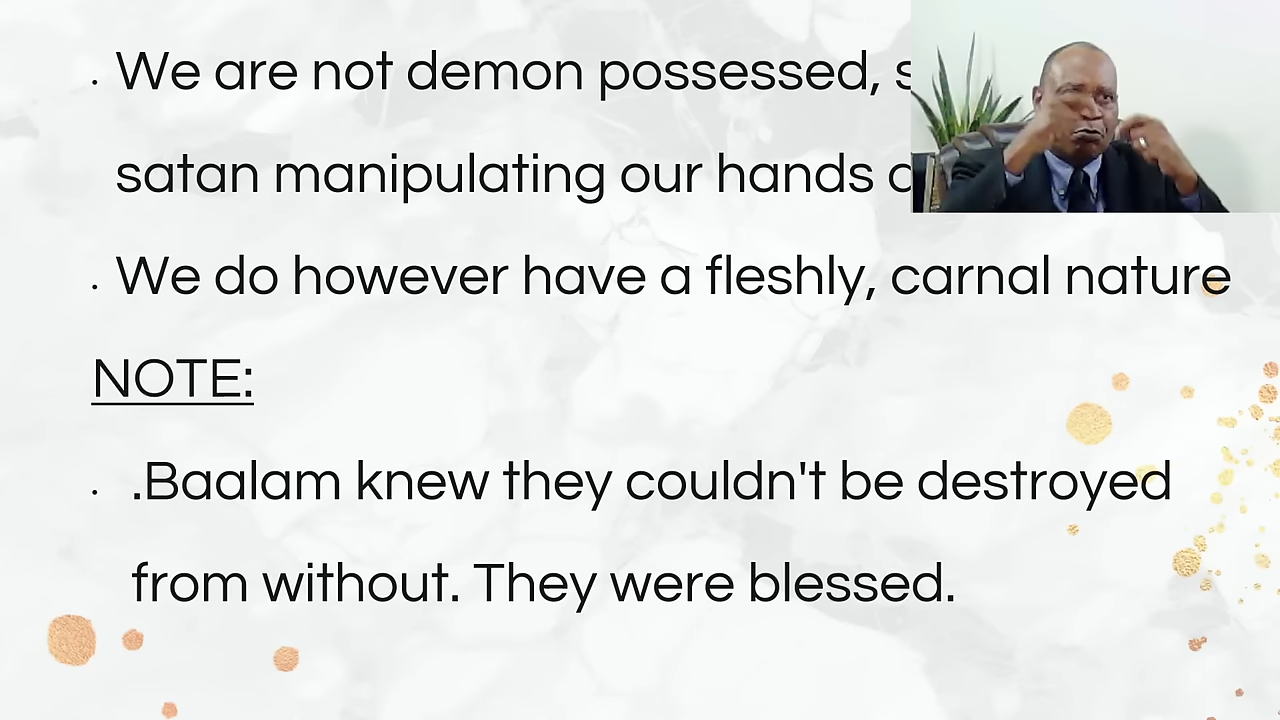 We are not demon possessed,
satan manipulating our hands
We do however have a fleshly, carnal nature
NOTE:
.Baalam knew they couldn't be destroyed
from without. They were blessed.